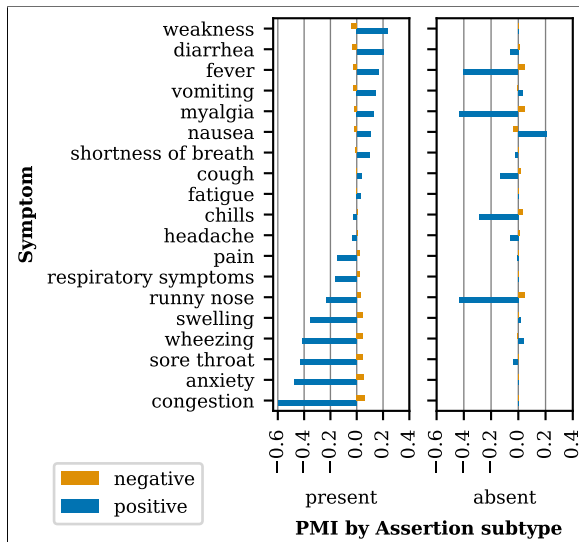 Symptom
weakness
diarrhea
fever
vomiting
myalgia
nausea
shortness of breath
cough
fatigue
chills
headache
pain
respiratory symptoms
runny nose
swelling
wheezing
sore throat
anxiety
congestion
−0.6
−0.4
−0.2
0.0
0.2
0.4
−0.6
−0.4
−0.2
0.0
0.2
0.4
negative
positive
present
absent
PMI by Assertion subtype